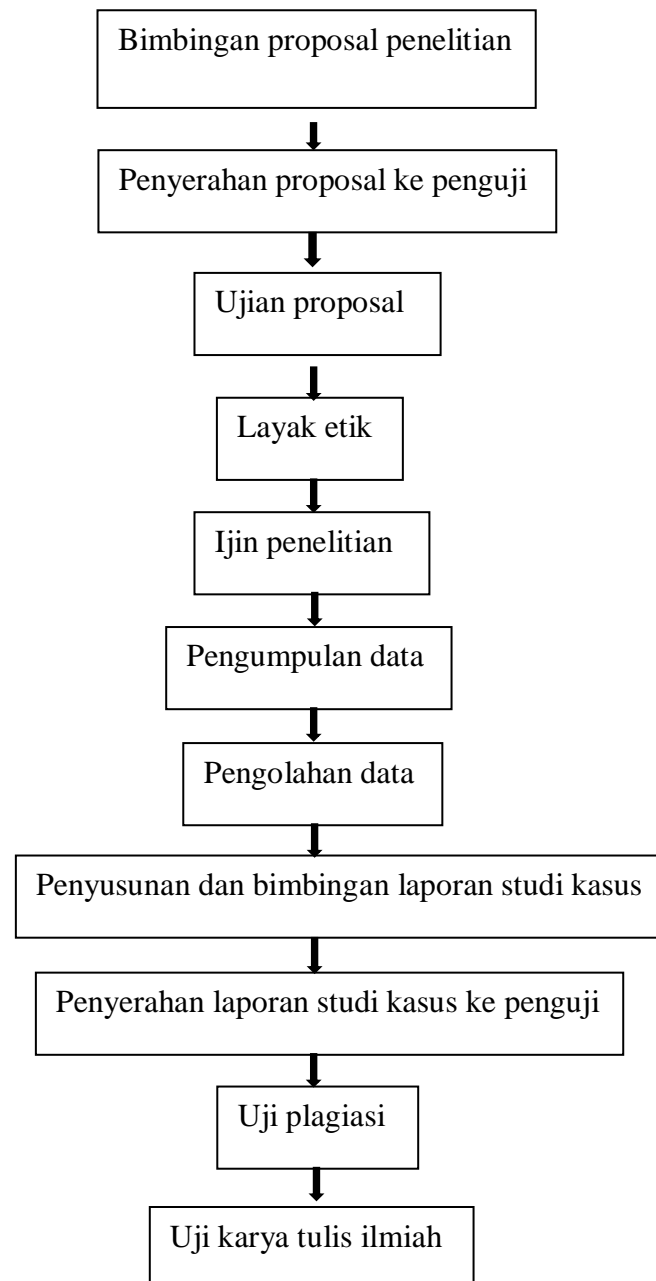 Bimbingan proposal penelitian
Penyerahan proposal ke penguji
Ujian proposal
Layak etik
Ijin penelitian
Pengumpulan data
Pengolahan data
Penyusunan dan bimbingan laporan studi kasus
Penyerahan laporan studi kasus ke penguji
Uji plagiasi
Uji karya tulis ilmiah